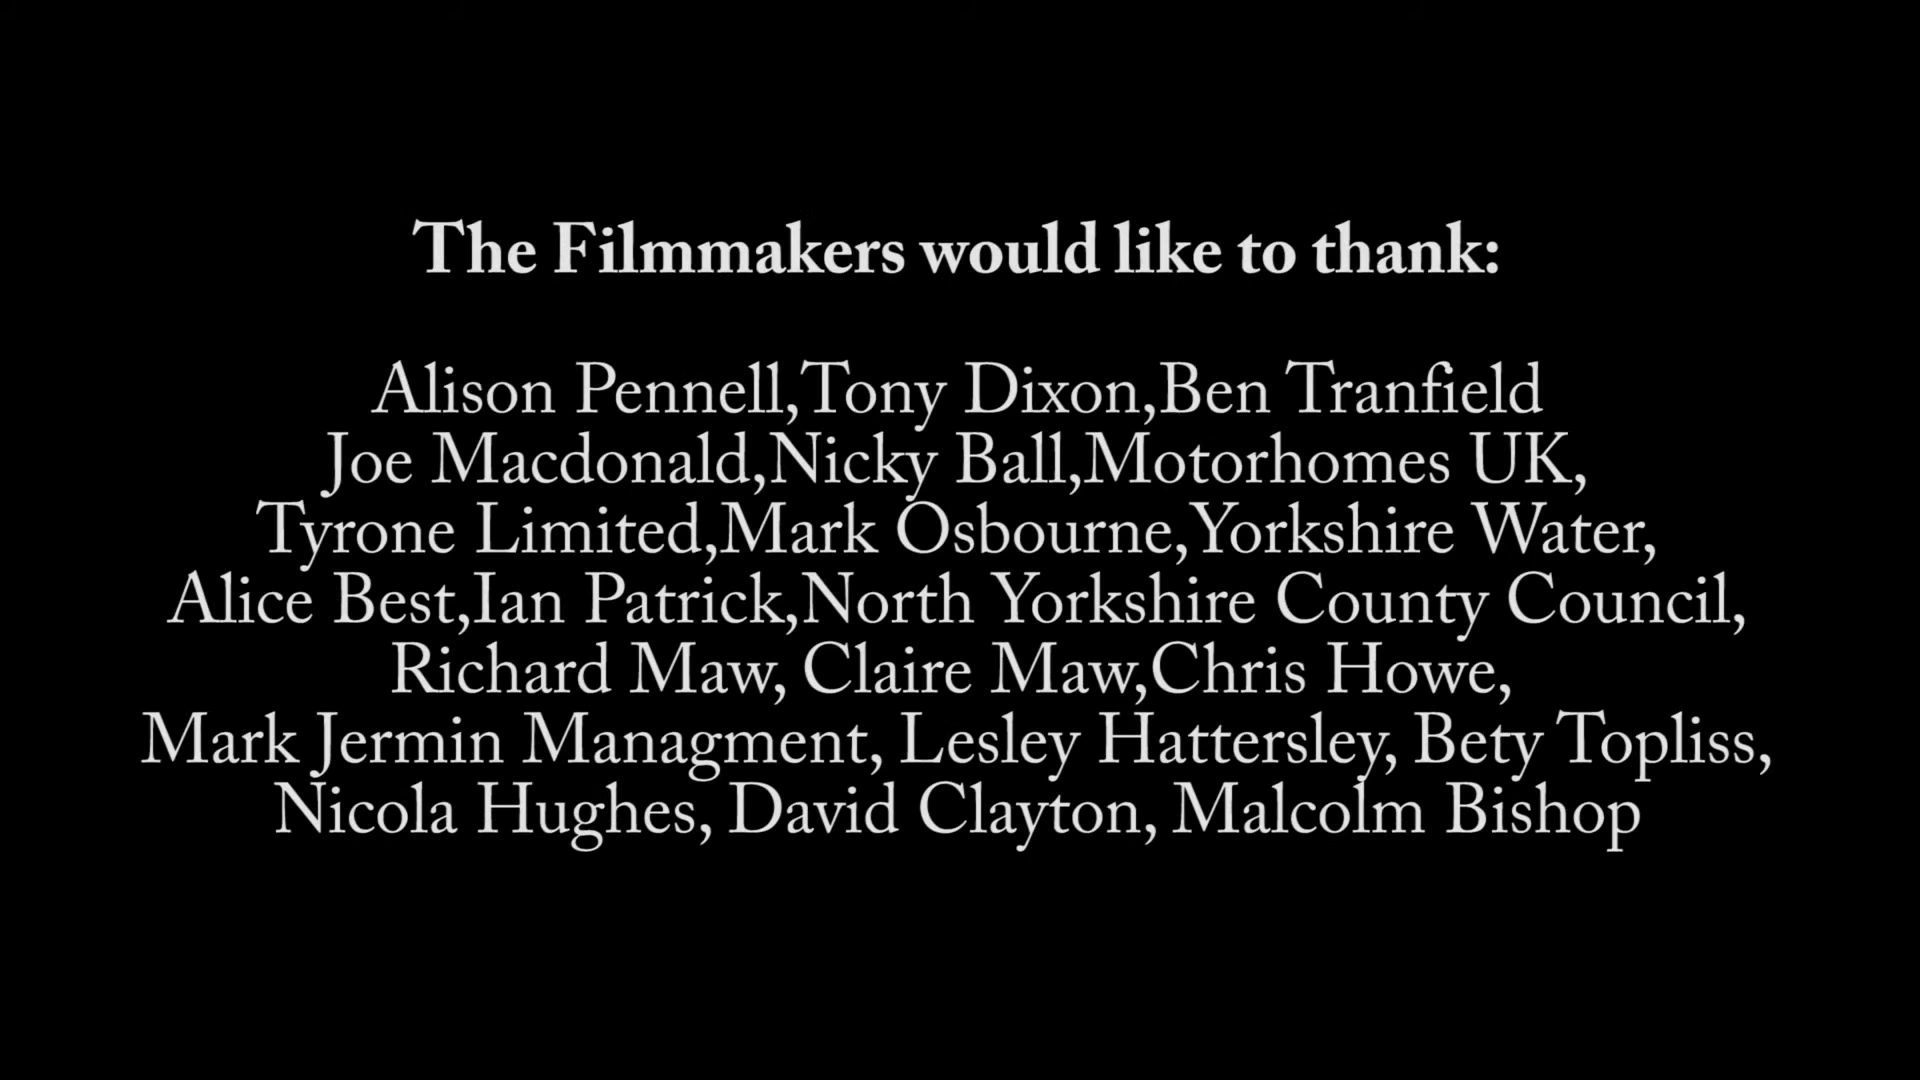 The Filmmakers would like to thank:
Alison Pennell,Tony Dixon,Ben Tranfield
Joe Macdonald,Nicky Ball,Motorhomes UK,
Tyrone Limited,Mark Osbourne,Yorkshire Water,
Alice Best,Ian Patrick,North Yorkshire County Council,
Richard Maw, Claire Maw,Chris Howe,
Mark Jermin Managment, Lesley Hattersley, Bety Topliss,
Nicola Hughes, David Clayton, Malcolm Bishop